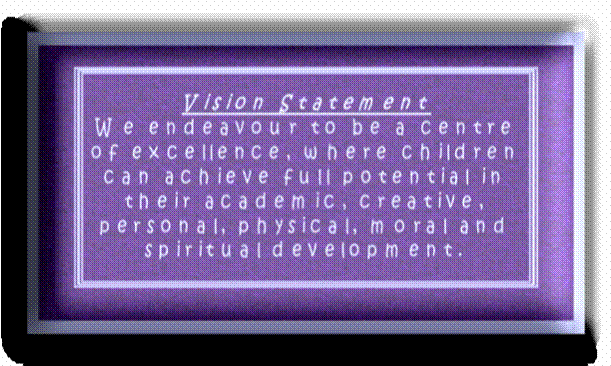 Vision Statement
We endeavour to be a centre
of excellence, where children
can achieve full potential in
their academic, creative,
personal, physical, moral and
spiritual development.